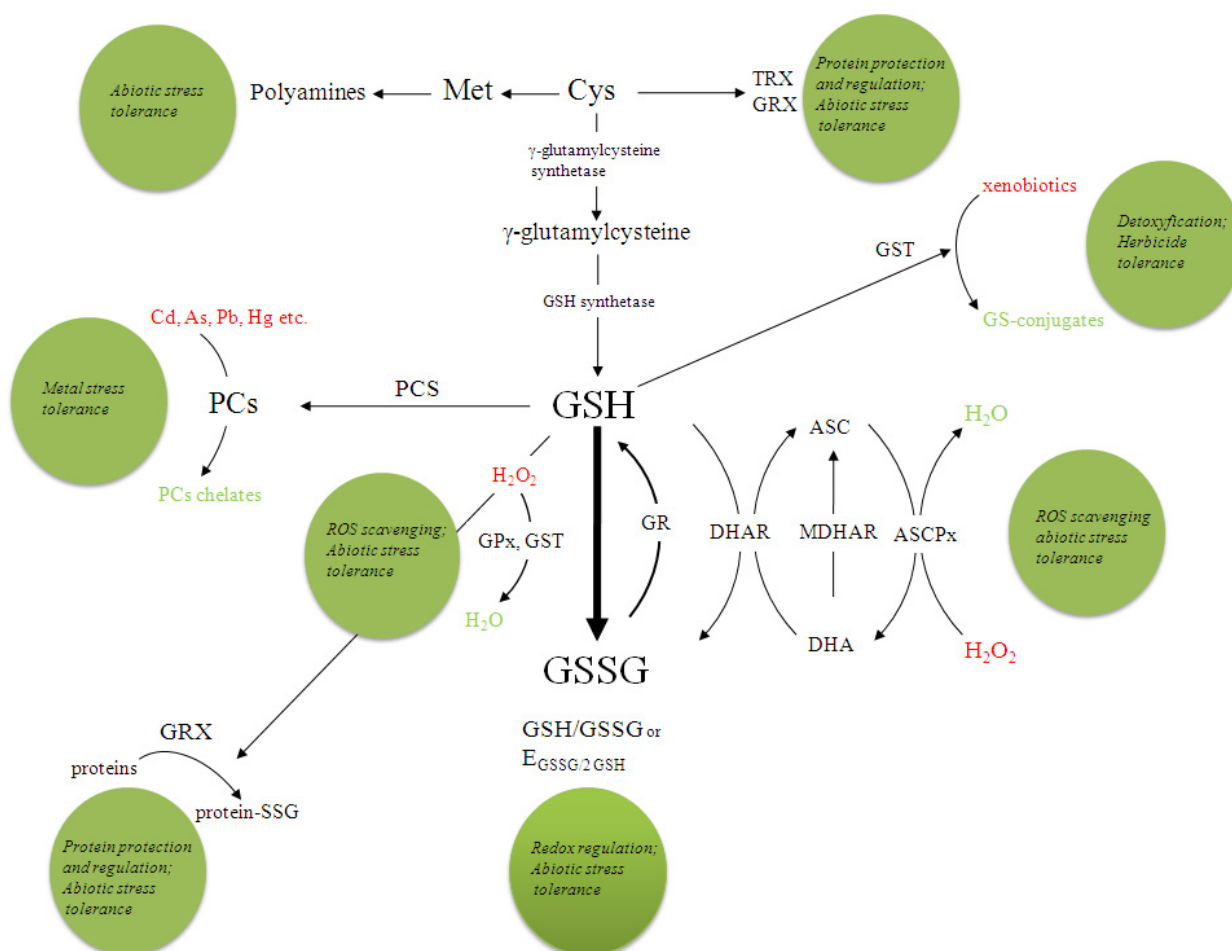 Abiotic stress
tolerance
Polyamines
Met
Cys
TRX
GRX
Protein protection
and regulation;
Abiotic stress
tolerance
γ-glutamylcysteine
synthetase
γ-glutamylcysteine
xenobiotics
Detoxyfication;
Herbicide
tolerance
GST
GSH synthetase
GS-conjugates
Cd, As, Pb, Hg etc.
Metal stress
tolerance
PCs
PCS
GSH
PCs chelates
H₂O₂
ROS scavenging;
Abiotic stress
tolerance
GPx, GST
H₂O
GR
ASC
H₂O
DHAR
MDHAR
ASCPx
ROS scavenging
abiotic stress
tolerance
DHA
H₂O₂
GSSG
GSH/GSSG or
E GSSG/2 GSH
GRX
proteins
protein-SSG
Protein protection
and regulation;
Abiotic stress
tolerance
Redox regulation;
Abiotic stress
tolerance